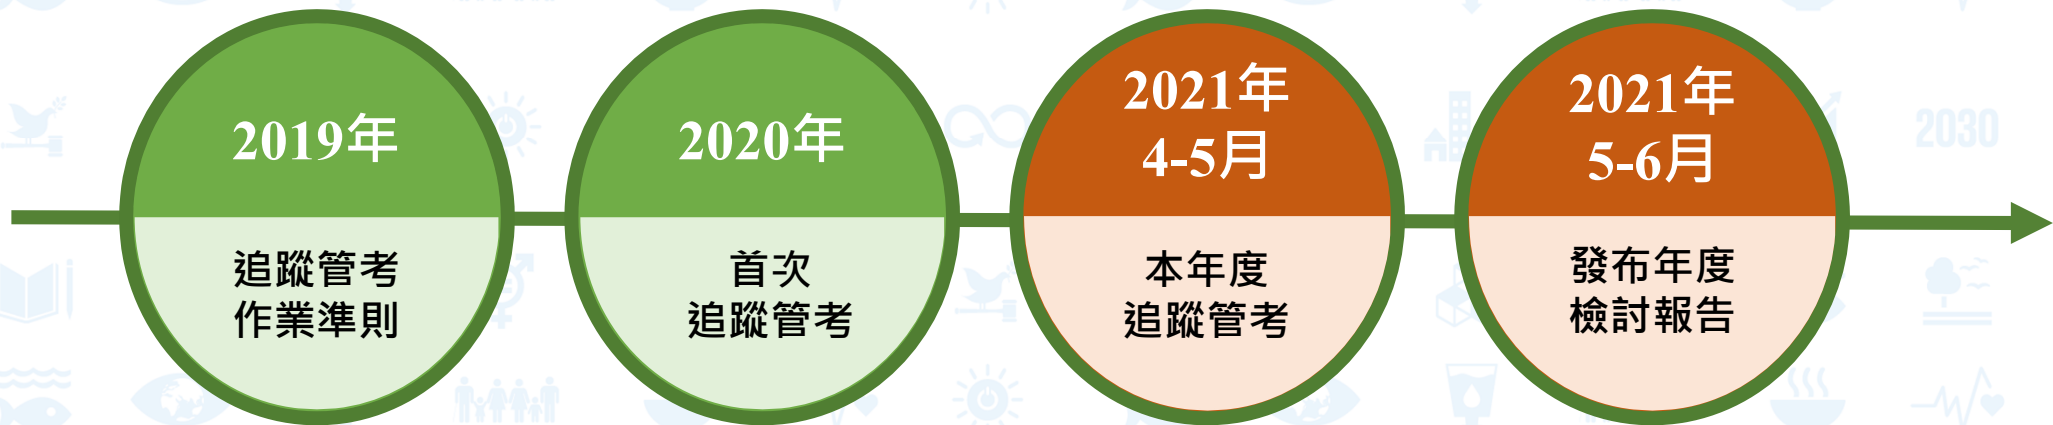 2019年
追蹤管考
作業準則
2020年
首次
追蹤管考
2021年
4-5月
本年度
追蹤管考
2021年
5-6月
發布年度
檢討報告
2030